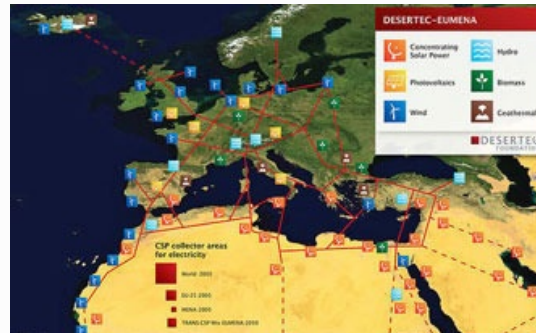 DESERTEC-EUMENA
Concentrating
Solar Power
Hydro
Photovoltaics
Biomass
Wind
Geothermal
DESERTEC
FOUNDATION
CSP collector areas
for electricity
World 2005
EU-25 2005
MENA 2005
TRANS-CSP Mix EUMENA 2050